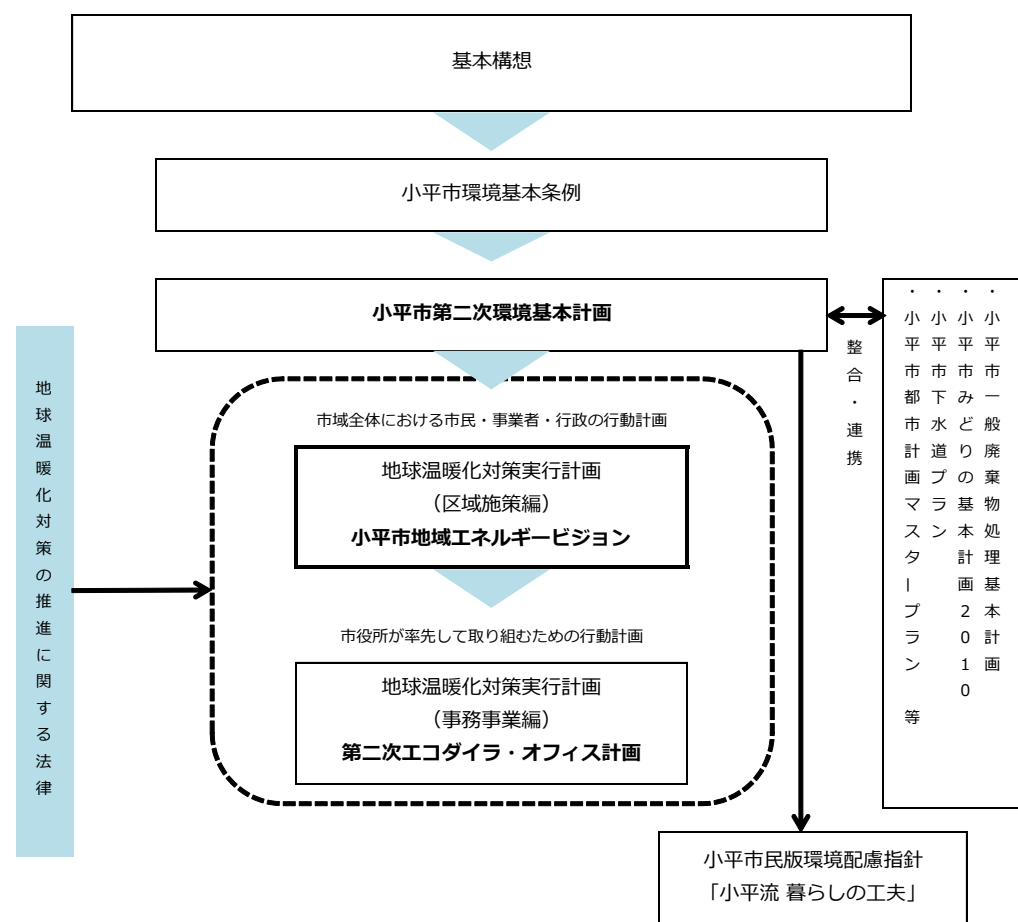 基本構想
小平市環境基本条例
小平市第二次環境基本計画
整合・連携
・小平市一般廃棄物処理基本計画
・小平市みどりの基本計画2010
・小平市下水道プラン
・小平市都市計画マスタープラン 等
地球温暖化対策の推進に関する法律
市域全体における市民・事業者・行政の行動計画
地球温暖化対策実行計画
（区域施策編）
小平市地域エネルギービジョン
市役所が率先して取り組むための行動計画
地球温暖化対策実行計画
（事務事業編）
第二次エコダイラ・オフィス計画
小平市民版環境配慮指針
「小平流 暮らしの工夫」